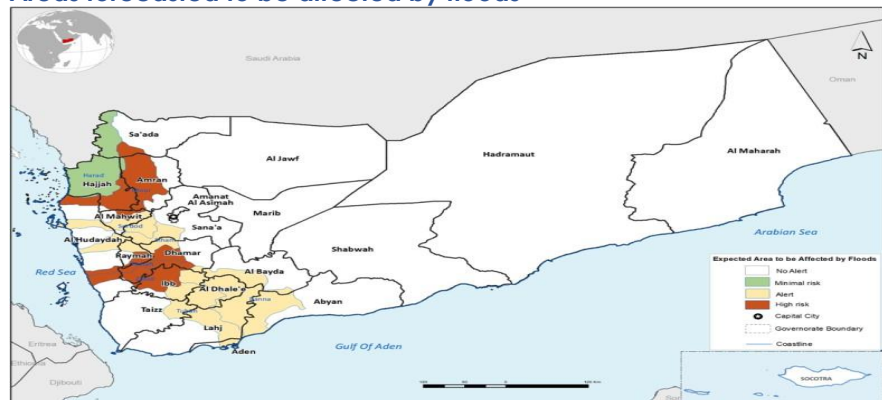 Areas forecasted to be affected by floods
N
Saudi Arabia
Oman
Sa'ada
Al Jawf
Hadramaut
Al Maharah
Harad
Hajjah
Amran
Amanat
Al Asimah
Marib
Al Mahwit
Sana'a
Shabwah
Arabian Sea
Al Hudaydah
Raymah
Dhamar
Red Sea
Al Bayda
Ibb
Al Dhale'e
Abyan
Taizz
Lahj
Aden
Gulf Of Aden
Eritrea
Ethiopia
Djibouti
Expected Area to be Affected by Floods
No Alert
Minimal risk
Alert
High risk
Capital City
Governorate Boundary
Coastline
SOCOTRA